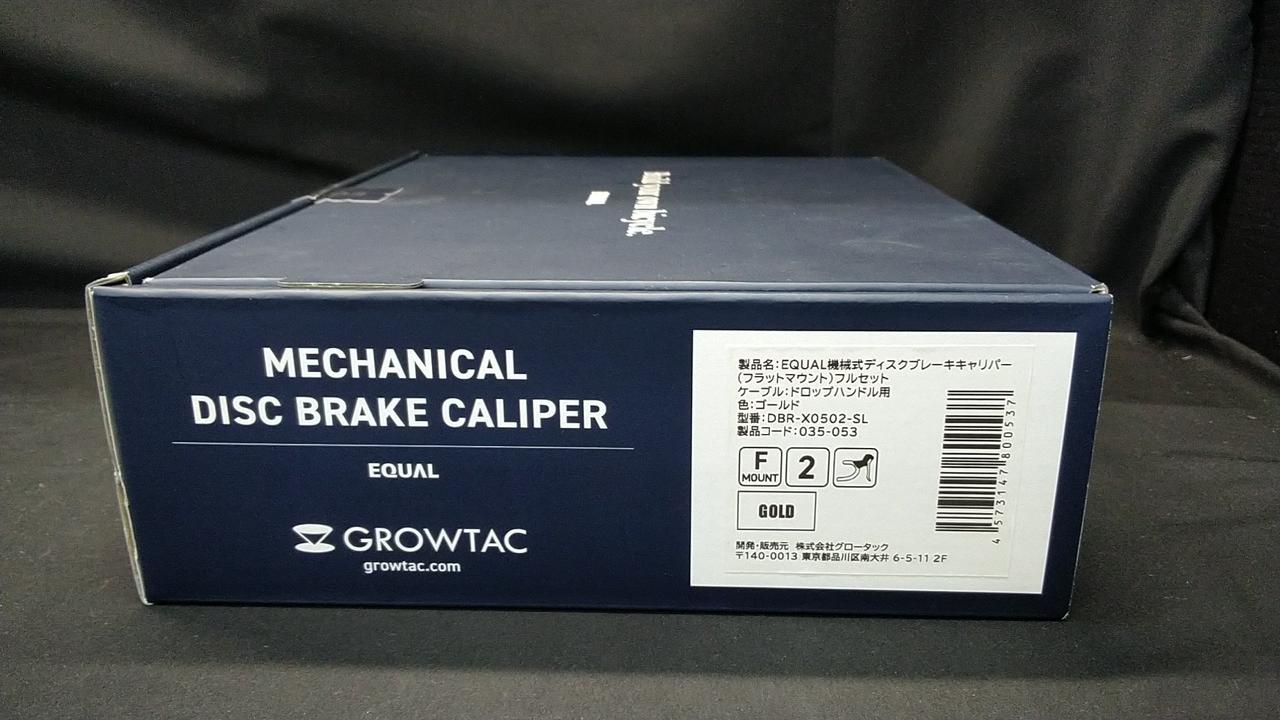 MECHANICAL
DISC BRAKE CALIPER
EQUAL
GROWTAC
growtac.com
製品名:EQUAL機械式ディスクブレーキキャリパー
(フラットマウント)フルセット
ケーブル:ドロップハンドル用
色:ゴールド
型番:DBR-X0502-SL
製品コード:035-053
F
MOUNT
2
GOLD
開発・販売元 株式会社グロータック
〒140-0013 東京都品川区南大井 6-5-11 2F
4 573147 800537